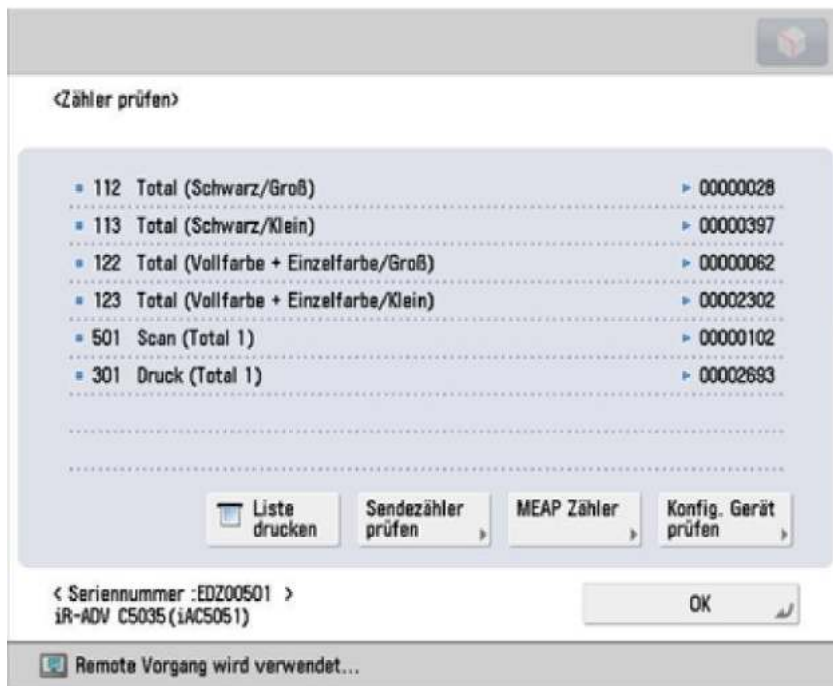 <Zähler prüfen>
112 Total (Schwarz/Groß) 00000028
113 Total (Schwarz/Klein) 00000397
122 Total (Vollfarbe + Einzelfarbe/Groß) 00000062
123 Total (Vollfarbe + Einzelfarbe/Klein) 00002302
501 Scan (Total 1) 00000102
301 Druck (Total 1) 00002693
Liste drucken
Sendezähler prüfen
MEAP Zähler
Konfig. Gerät prüfen
< Seriennummer :EDZ00501 >
iR-ADV C5035(iAC5051)
OK
Remote Vorgang wird verwendet...